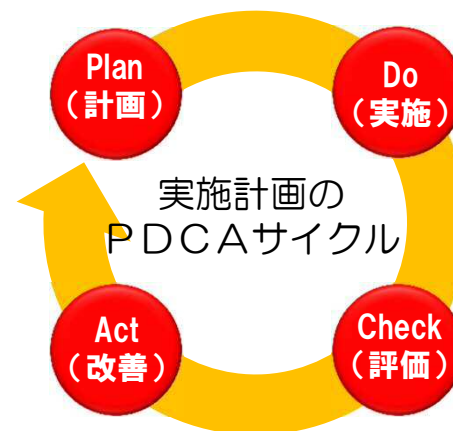 Plan
（計画）
Do
（実施）
実施計画の
ＰＤＣＡサイクル
Act
（改善）
Check
（評価）